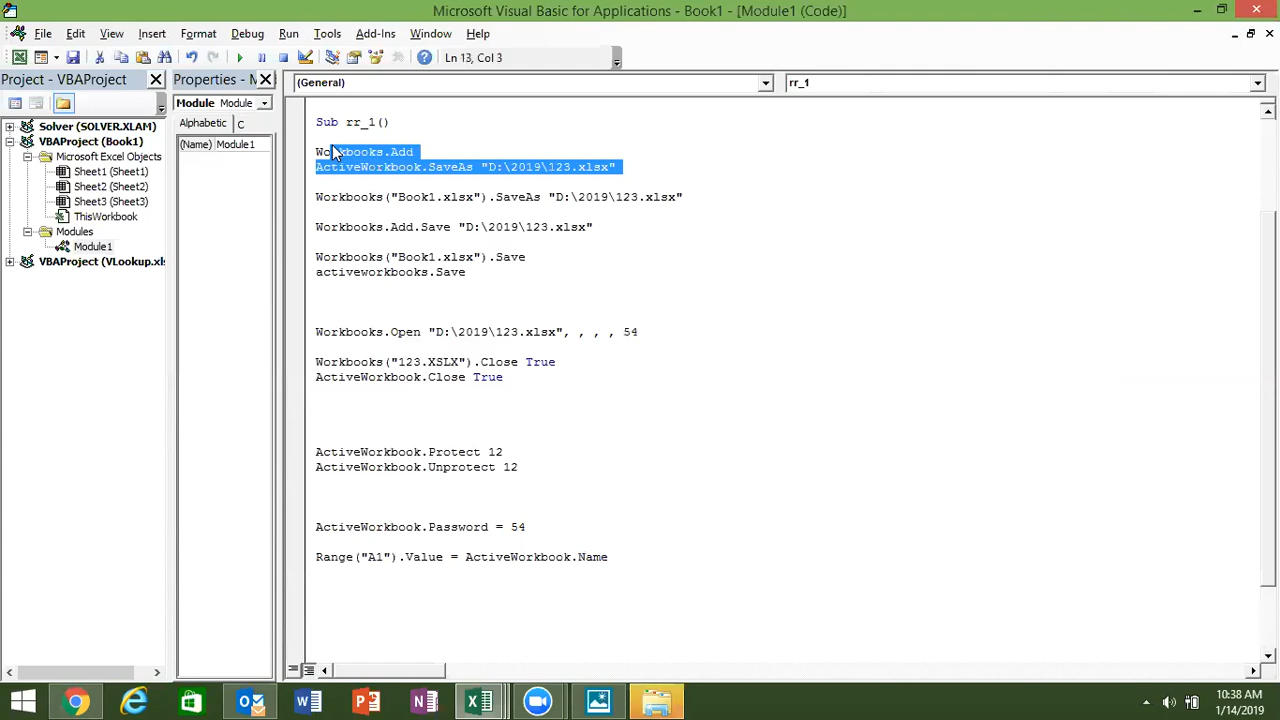 Microsoft Visual Basic for Applications - Book1 - [Module1 (Code)]
File Edit View Insert Format Debug Run Tools Add-Ins Window Help
Ln 13, Col 3
Project - VBAProject
Properties - M
(General)
rr_1
Module Module
Alphabetic C
(Name) Module1
Solver (SOLVER.XLAM)
VBAProject (Book1)
Microsoft Excel Objects
Sheet1 (Sheet1)
Sheet2 (Sheet2)
Sheet3 (Sheet3)
ThisWorkbook
Modules
Module1
VBAProject (VLookup.xls
Sub rr_1()
Workbooks.Add
ActiveWorkbook.SaveAs "D:\2019\123.xlsx"
Workbooks("Book1.xlsx").SaveAs "D:\2019\123.xlsx"
Workbooks.Add.Save "D:\2019\123.xlsx"
Workbooks("Book1.xlsx").Save
activeworkbooks.Save
Workbooks.Open "D:\2019\123.xlsx", , , , 54
Workbooks("123.XSLX").Close True
ActiveWorkbook.Close True
ActiveWorkbook.Protect 12
ActiveWorkbook.Unprotect 12
ActiveWorkbook.Password = 54
Range("A1").Value = ActiveWorkbook.Name
10:38 AM
1/14/2019